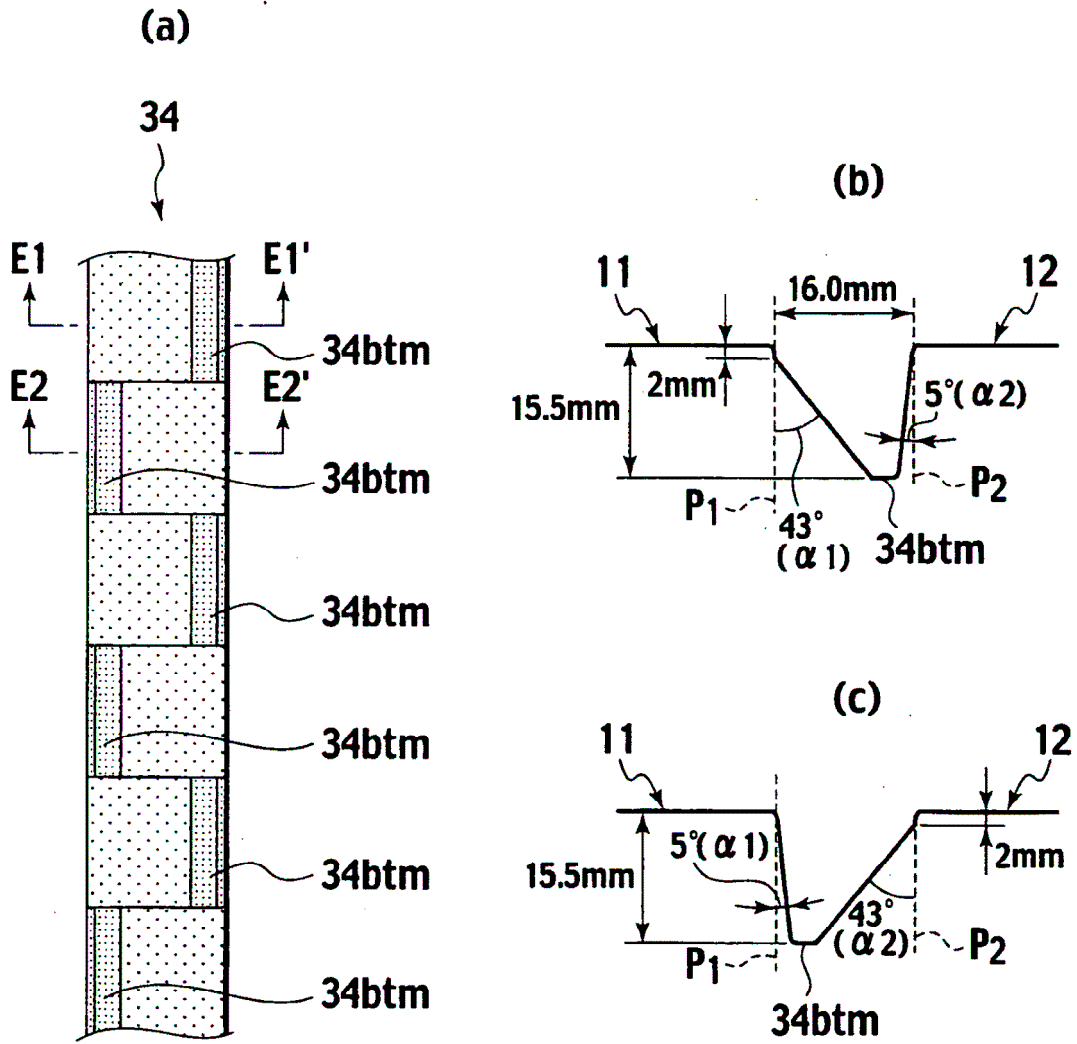 (a)
34
E1
E1'
34btm
E2
E2'
34btm
34btm
34btm
34btm
34btm
(b)
11
16.0mm
12
2mm
15.5mm
5°(α2)
P1
43°
(α1)
P2
34btm
(c)
11
12
5°(α1)
2mm
15.5mm
43°
(α2)
P1
P2
34btm